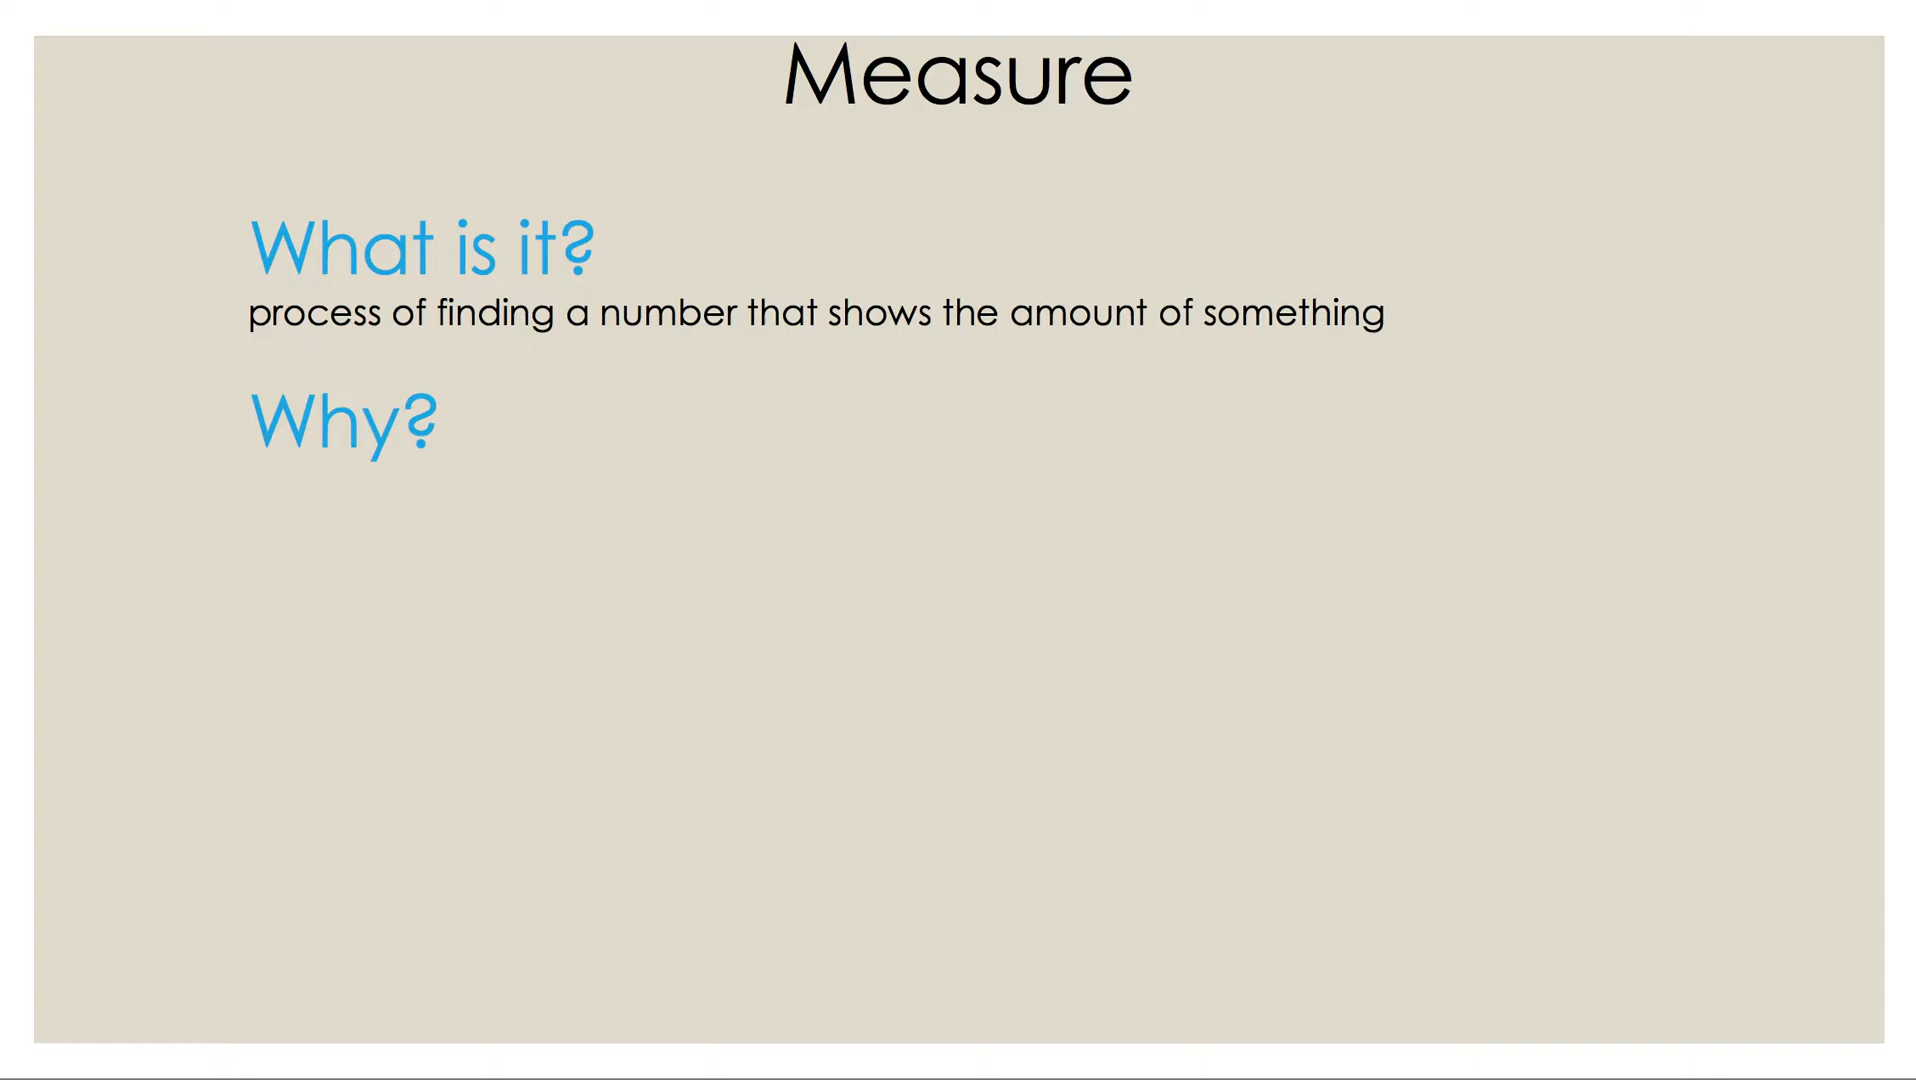 Measure
What is it?
process of finding a number that shows the amount of something
Why?